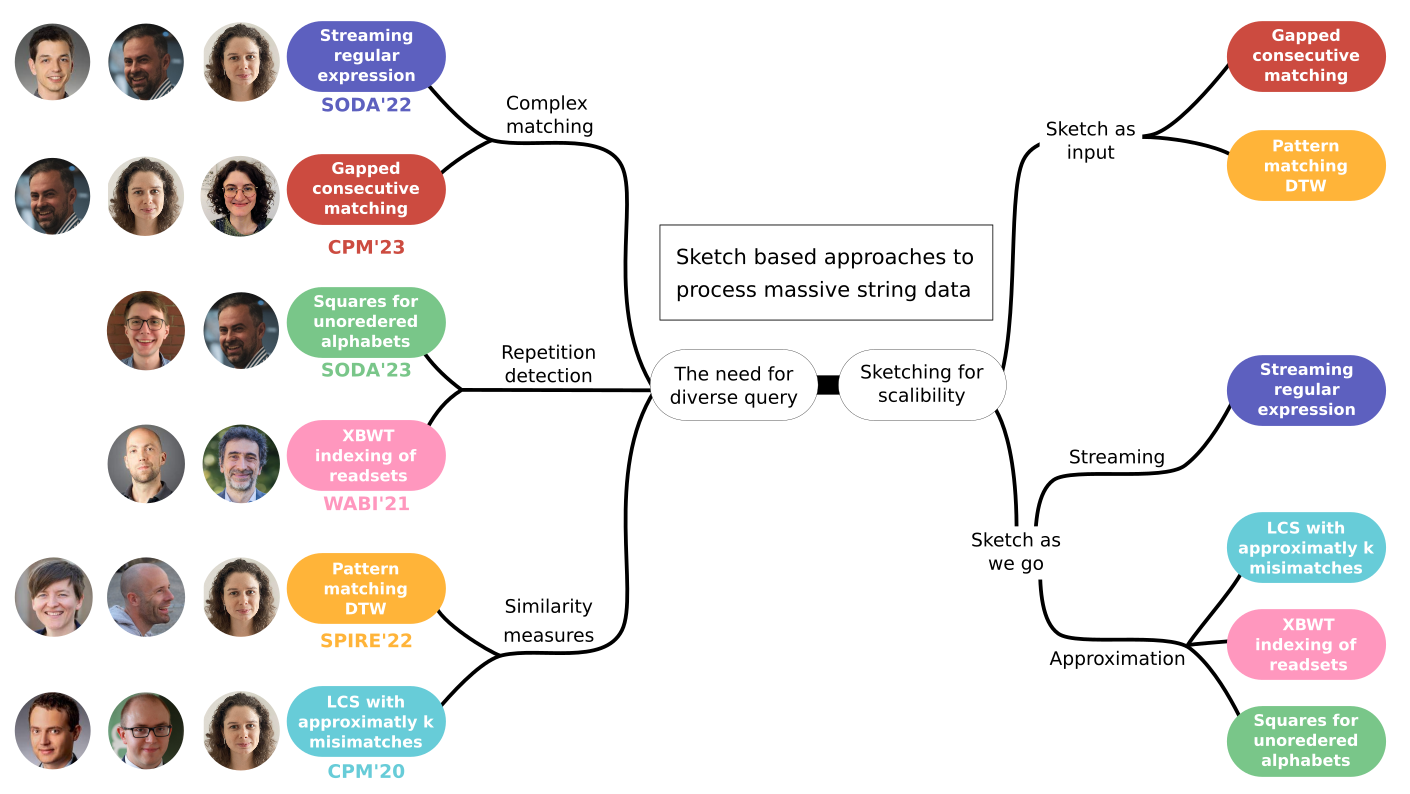 Streaming
regular
expression
SODA'22
Gapped
consecutive
matching
CPM'23
Complex
matching
Squares for
unoredered
alphabets
SODA'23
XBWT
indexing of
readsets
WABI'21
Repetition
detection
Pattern
matching
DTW
SPIRE'22
LCS with
approximatly k
misimatches
CPM'20
Similarity
measures
Sketch based approaches to
process massive string data
The need for
diverse query
Sketching for
scalibility
Sketch as
input
Gapped
consecutive
matching
Pattern
matching
DTW
Sketch as
we go
Streaming
Streaming
regular
expression
Approximation
LCS with
approximatly k
misimatches
XBWT
indexing of
readsets
Squares for
unoredered
alphabets